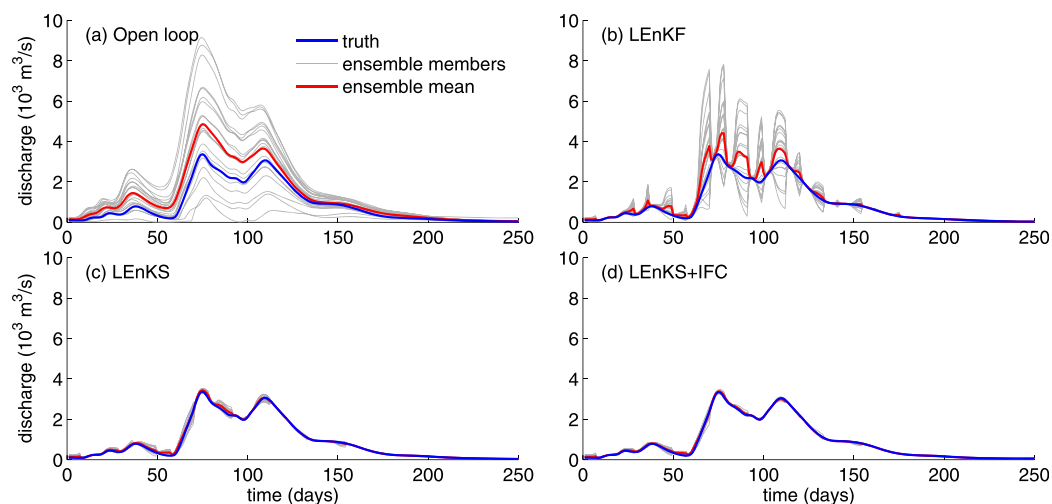 (a) Open loop
truth
ensemble members
ensemble mean
discharge (10³ m³/s)
10
8
6
4
2
0
0 50 100 150 200 250
(b) LEnKF
10
8
6
4
2
0
0 50 100 150 200 250
(c) LEnKS
discharge (10³ m³/s)
10
8
6
4
2
0
0 50 100 150 200 250
time (days)
(d) LEnKS+IFC
10
8
6
4
2
0
0 50 100 150 200 250
time (days)